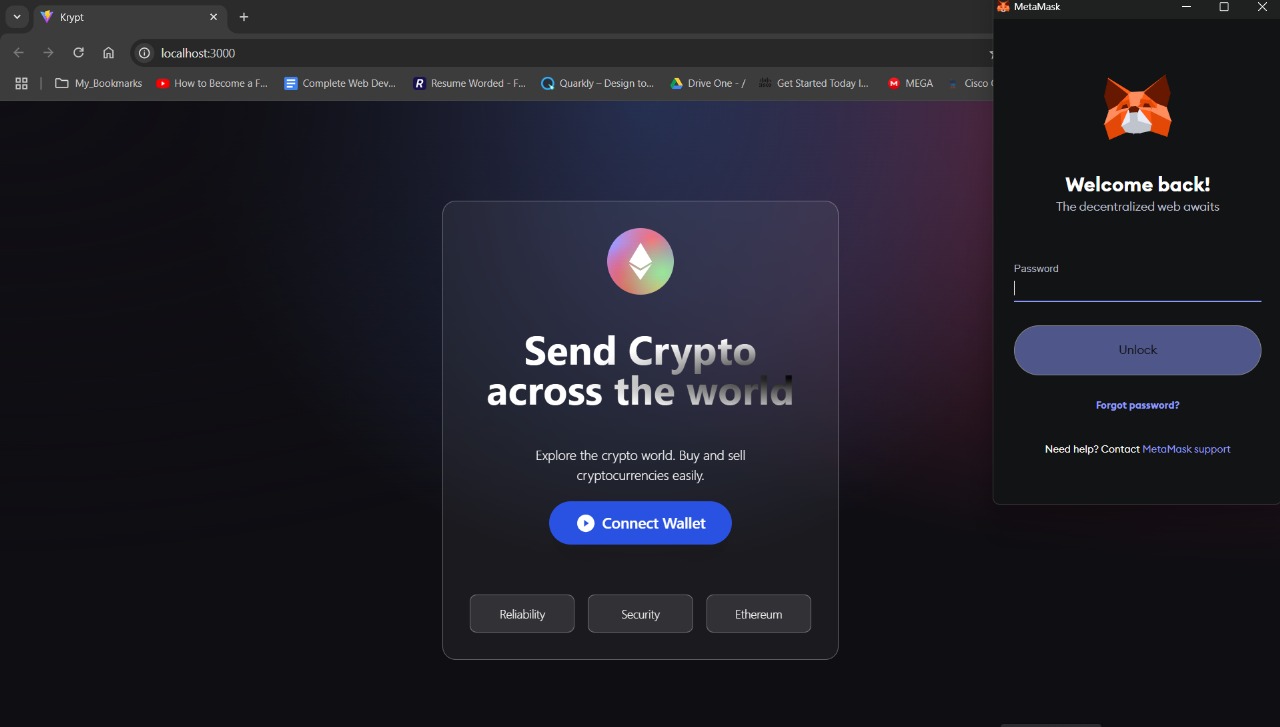 Krypt
MetaMask
localhost:3000
My_Bookmarks
How to Become a F...
Complete Web Dev...
Resume Worded - F...
Quarkly – Design to...
Drive One - /
Get Started Today I...
MEGA
Cisco
Welcome back!
The decentralized web awaits
Password
Unlock
Forgot password?
Need help? Contact MetaMask support
Send Crypto
across the world
Explore the crypto world. Buy and sell
cryptocurrencies easily.
Connect Wallet
Reliability
Security
Ethereum